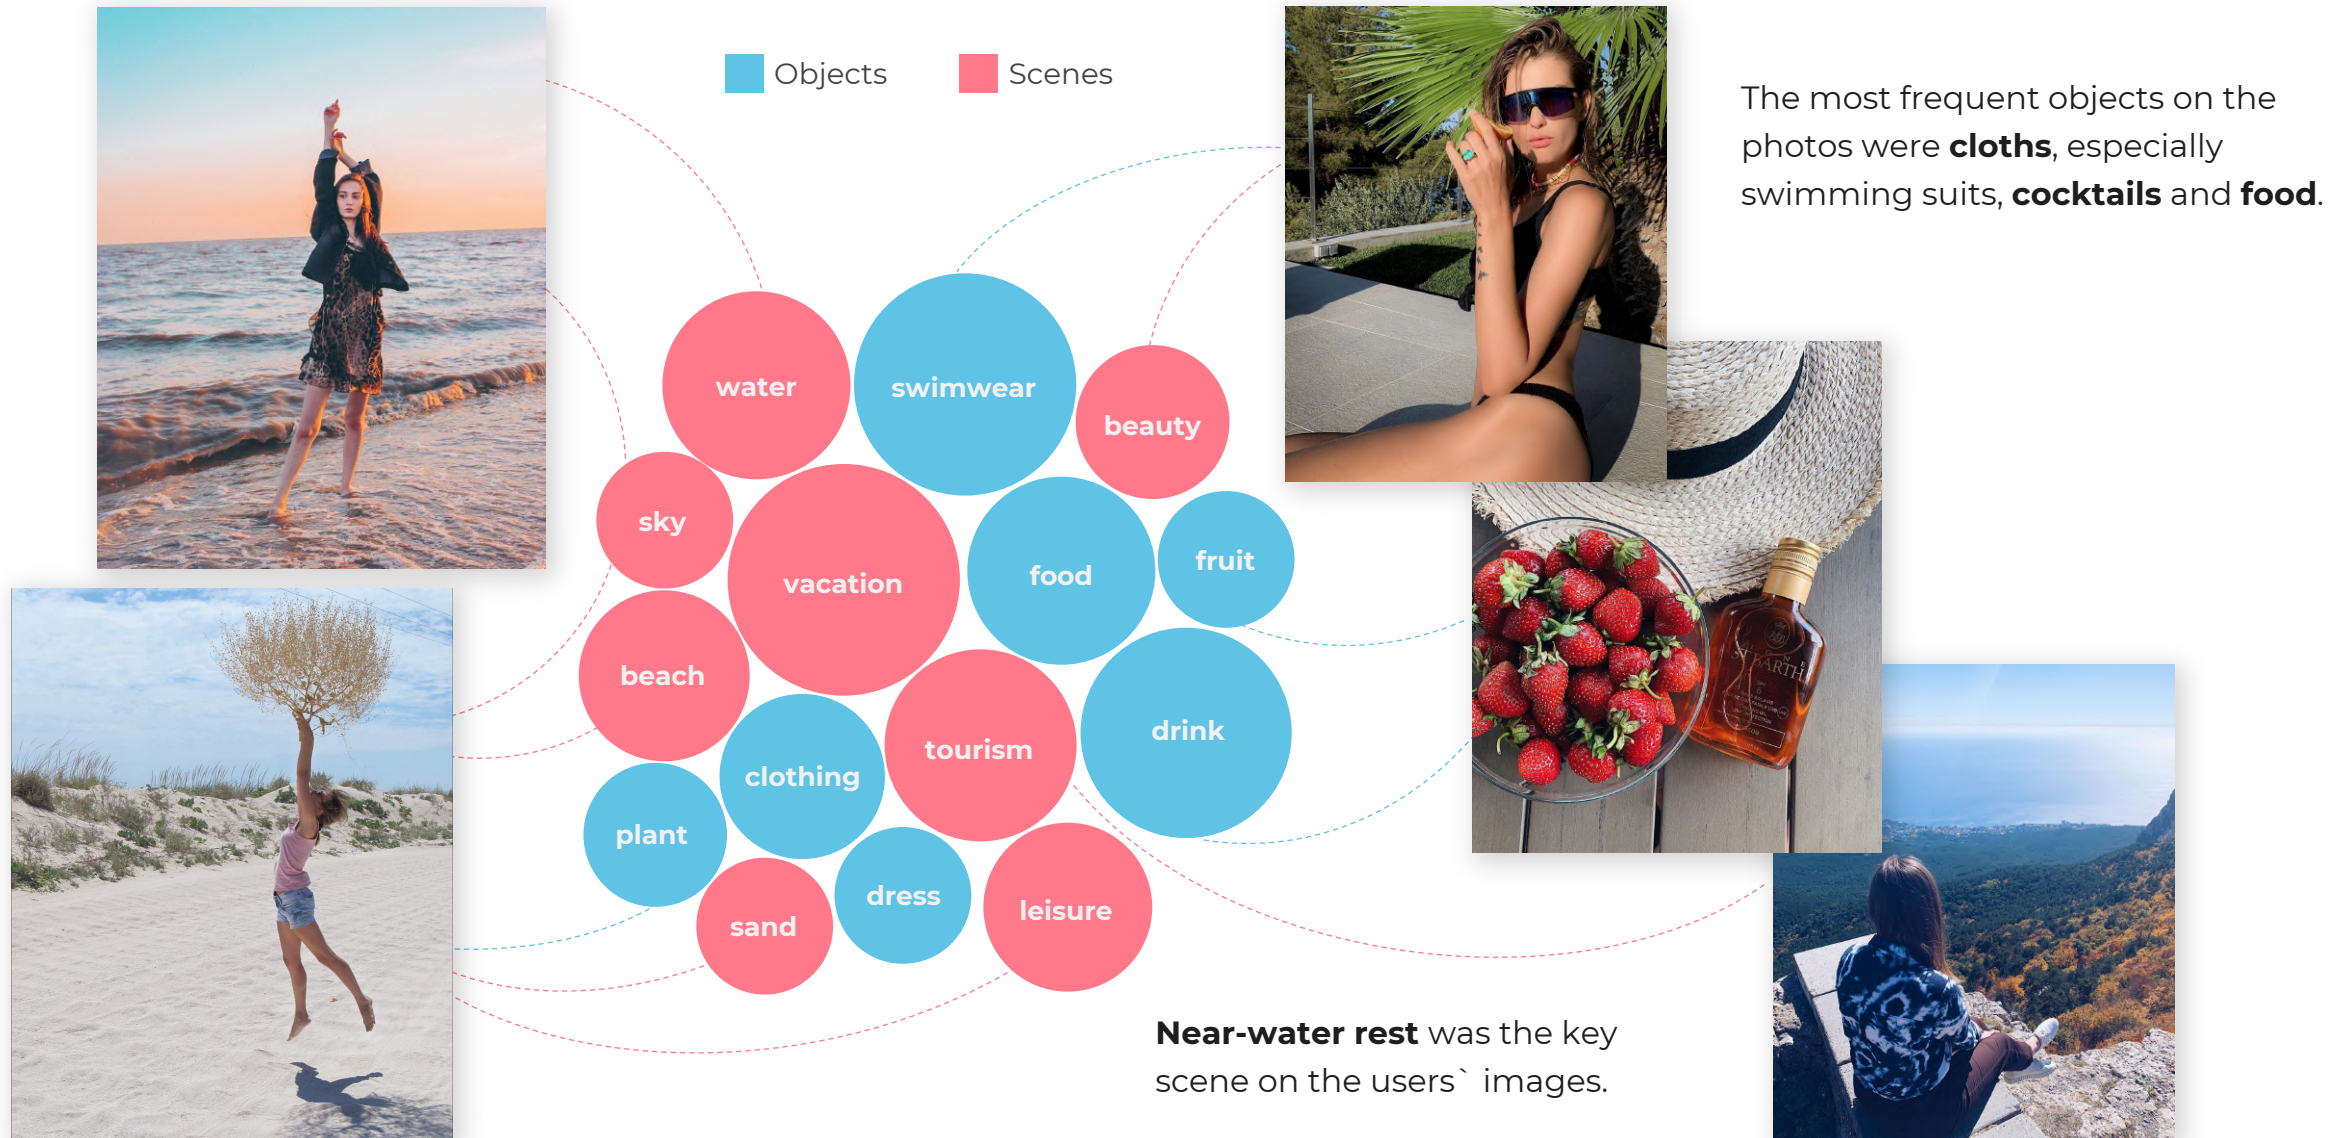 Objects
Scenes
The most frequent objects on the
photos were cloths, especially
swimming suits, cocktails and food.
water
swimwear
beauty
sky
vacation
food
fruit
beach
tourism
drink
clothing
plant
dress
sand
leisure
ST BARTH
Near-water rest was the key
scene on the users` images.